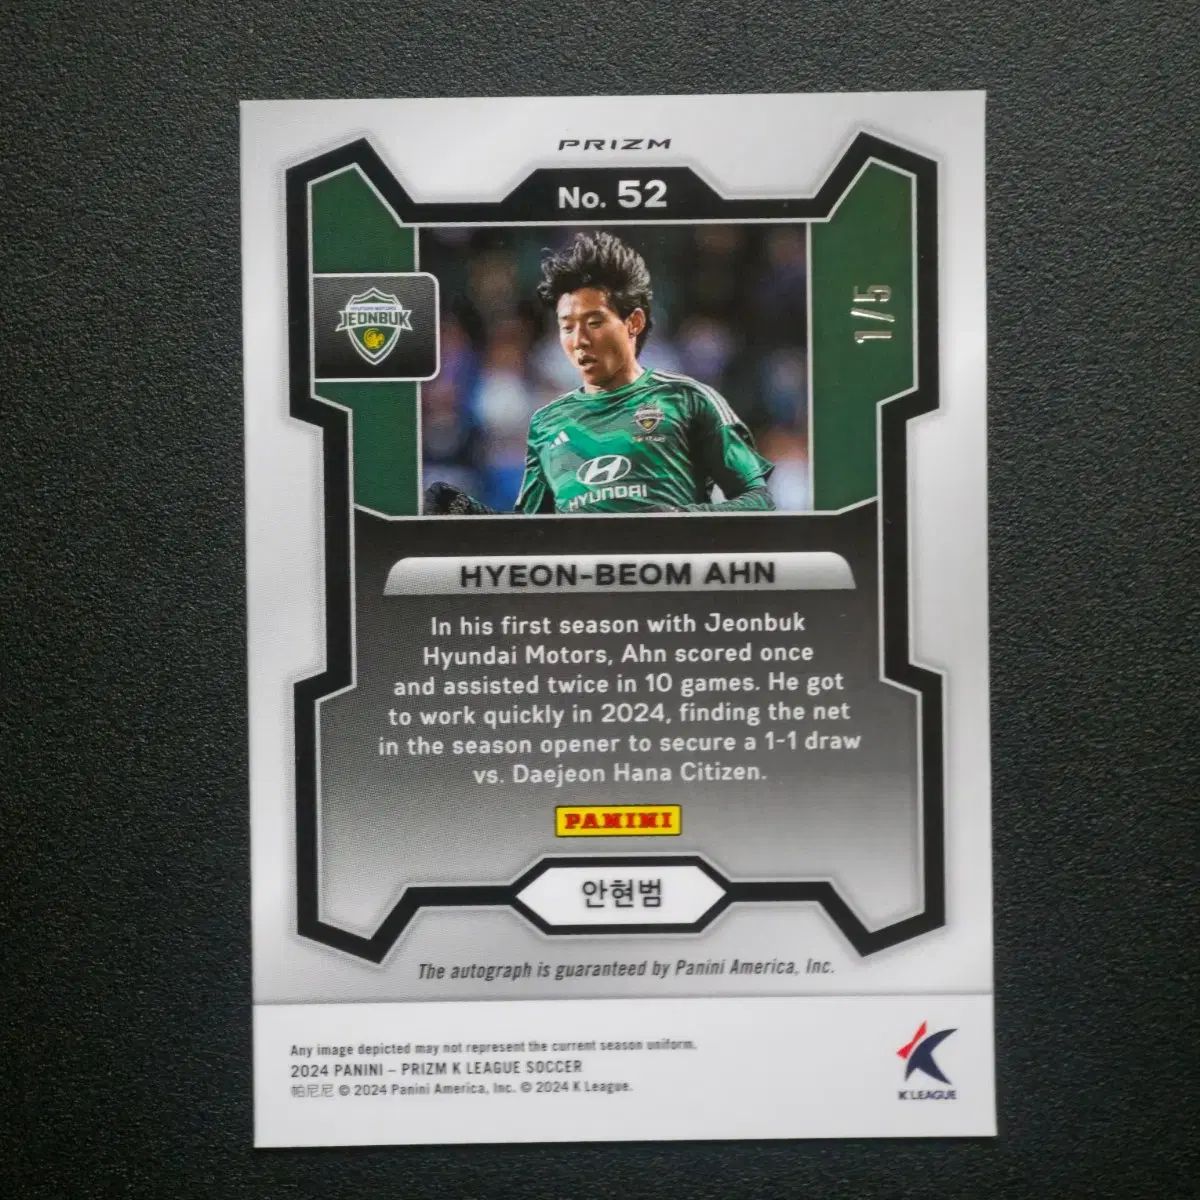 PRIZM
No. 52
1/5
HYUNDAI MOTORS
JEONBUK
HYUNDAI
HYEON-BEOM AHN
In his first season with Jeonbuk
Hyundai Motors, Ahn scored once
and assisted twice in 10 games. He got
to work quickly in 2024, finding the net
in the season opener to secure a 1-1 draw
vs. Daejeon Hana Citizen.
PANINI
안현범
The autograph is guaranteed by Panini America, Inc.
Any image depicted may not represent the current season uniform.
2024 PANINI – PRIZM K LEAGUE SOCCER
帕尼尼 © 2024 Panini America, Inc. © 2024 K League.
K LEAGUE